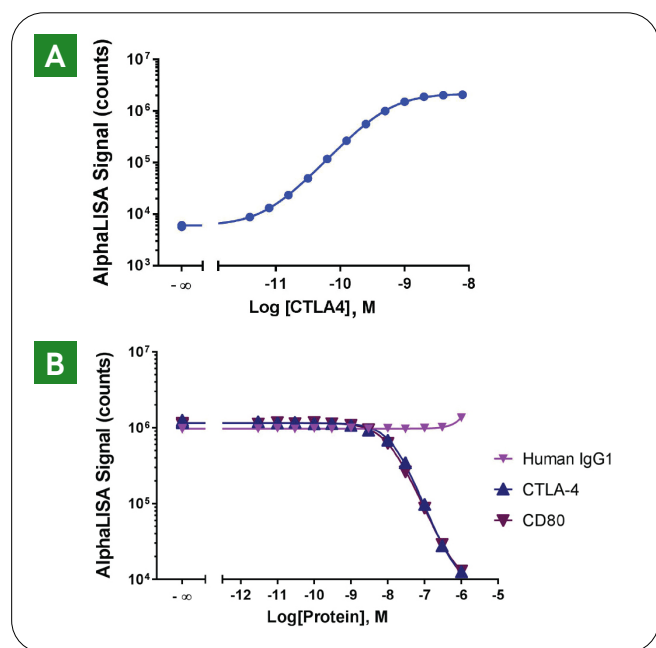 A
AlphaLISA Signal (counts)
10^7
10^6
10^5
10^4
10^3
- ∞ -11 -10 -9 -8
Log [CTLA4], M
B
AlphaLISA Signal (counts)
10^7
10^6
10^5
10^4
- ∞ -12 -11 -10 -9 -8 -7 -6 -5
Log[Protein], M
Human IgG1
CTLA-4
CD80